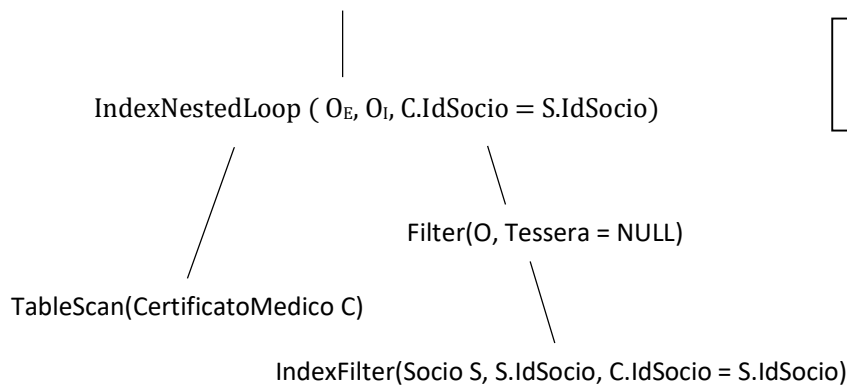 IndexNestedLoop ( OE, OI, C.IdSocio = S.IdSocio)
Filter(O, Tessera = NULL)
TableScan(CertificatoMedico C)
IndexFilter(Socio S, S.IdSocio, C.IdSocio = S.IdSocio)